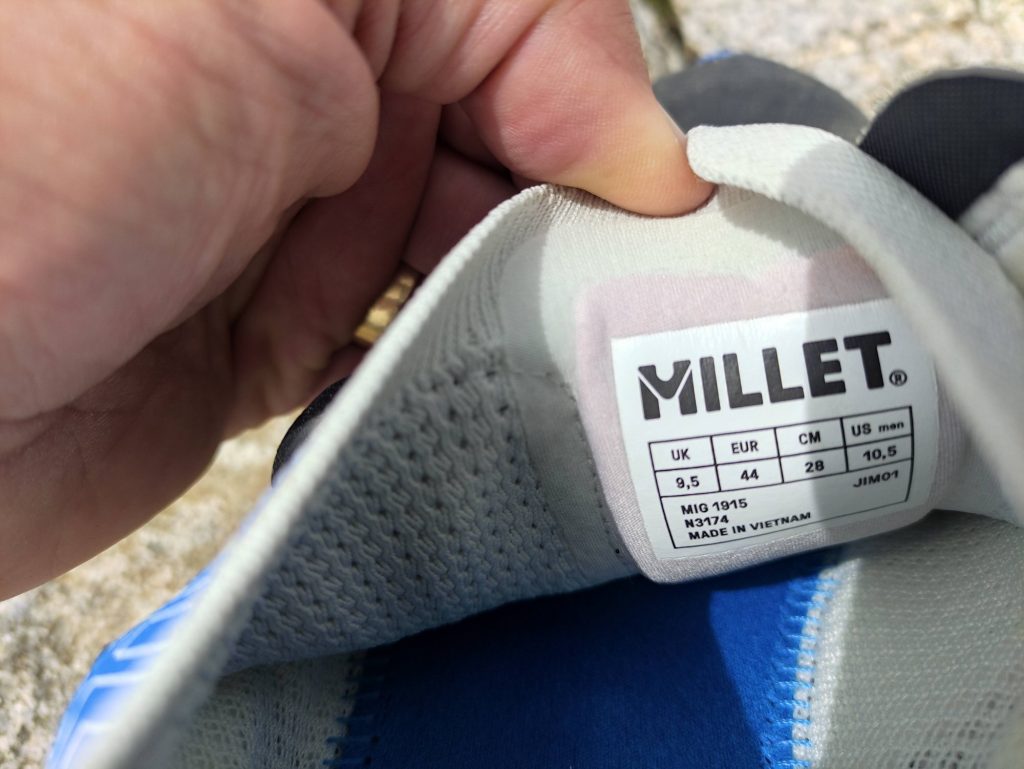 MILLET®
UK EUR CM US men
9,5 44 28 10,5
MIG 1915 JIM01
N3174
MADE IN VIETNAM